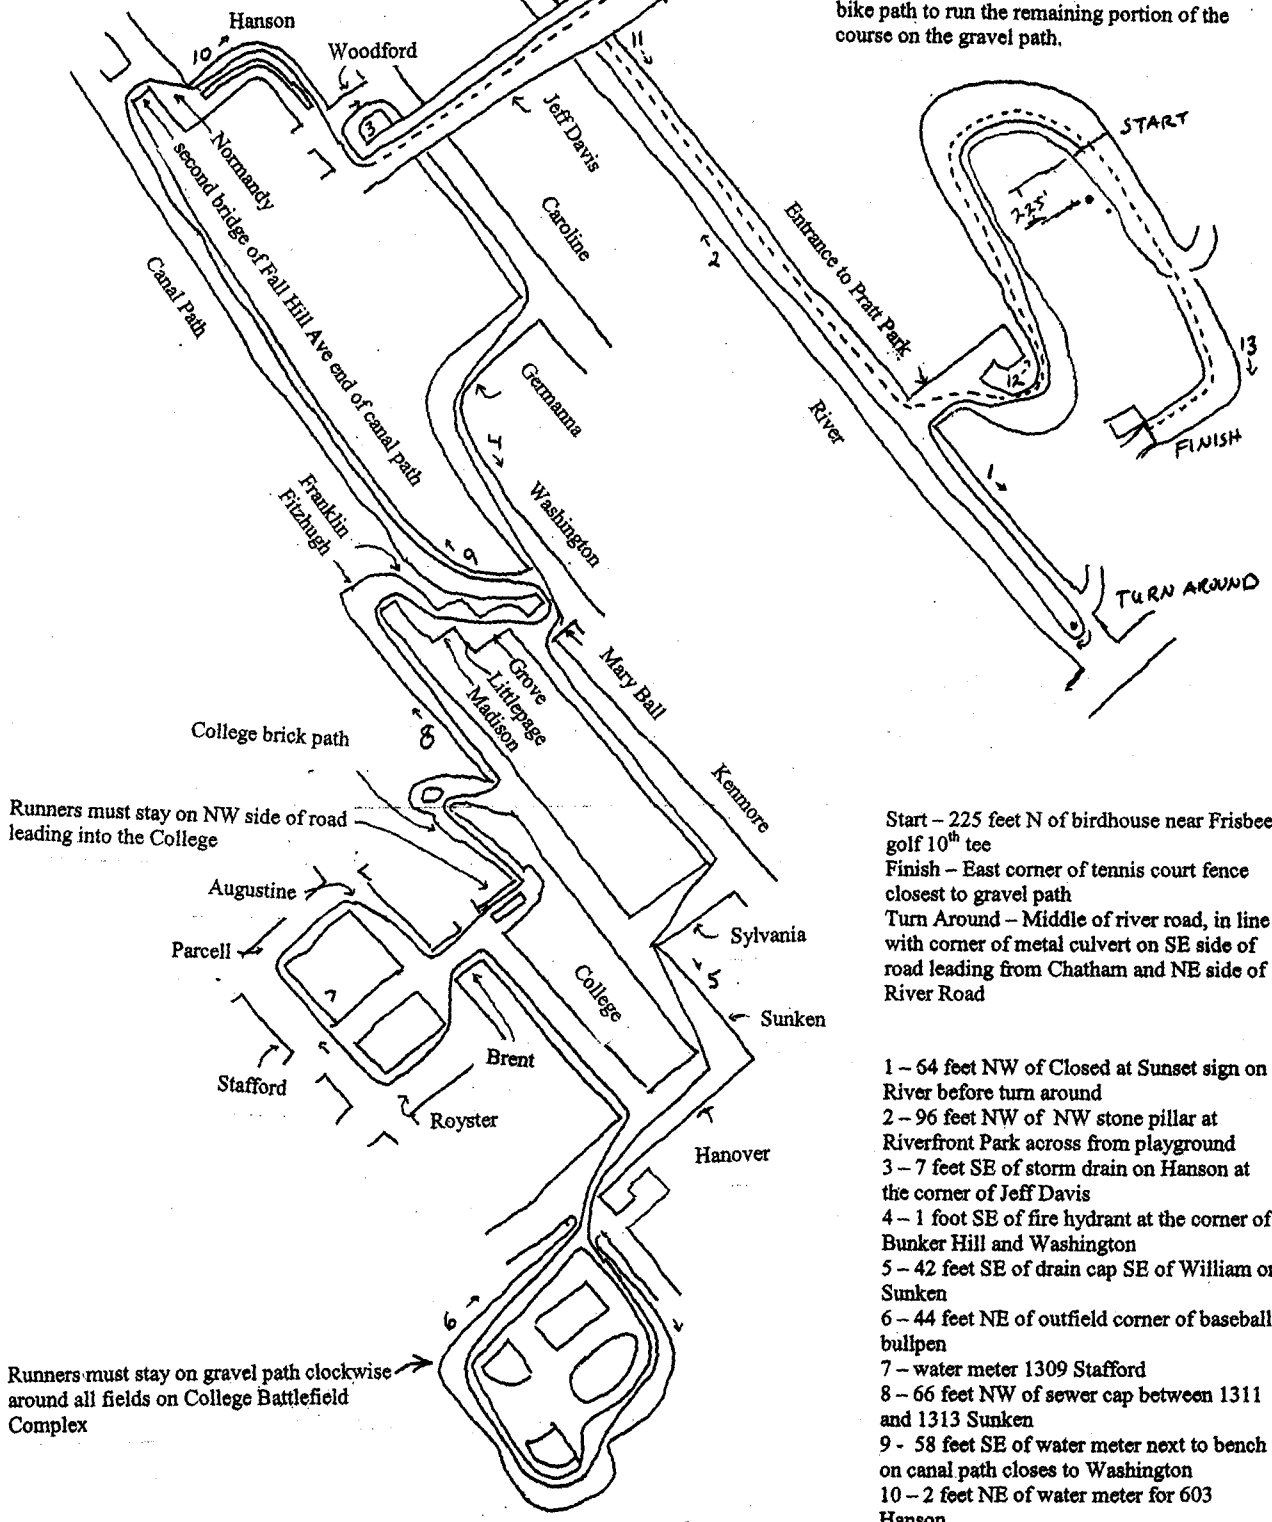 bike path to run the remaining portion of the
course on the gravel path.
Hanson
10
Woodford
3
11
Jeff Davis
START
225'
Normandy
second bridge of Fall Hill Ave end of canal path
Canal Path
Caroline
2
Entrance to Pratt Park
12
13
FINISH
Germanna
River
Washington
1
Franklin
Fitzhugh
9
TURN AROUND
Mary Ball
Grove
Littlepage
Madison
8
College brick path
Kenmore
Runners must stay on NW side of road
leading into the College
Augustine
Parcell
Sylvania
5
Sunken
College
7
Brent
Stafford
Royster
Hanover
6
Runners must stay on gravel path clockwise
around all fields on College Battlefield
Complex
Start – 225 feet N of birdhouse near Frisbee
golf 10th tee
Finish – East corner of tennis court fence
closest to gravel path
Turn Around – Middle of river road, in line
with corner of metal culvert on SE side of
road leading from Chatham and NE side of
River Road
1 – 64 feet NW of Closed at Sunset sign on
River before turn around
2 – 96 feet NW of NW stone pillar at
Riverfront Park across from playground
3 – 7 feet SE of storm drain on Hanson at
the corner of Jeff Davis
4 – 1 foot SE of fire hydrant at the corner of
Bunker Hill and Washington
5 – 42 feet SE of drain cap SE of William on
Sunken
6 – 44 feet NE of outfield corner of baseball
bullpen
7 – water meter 1309 Stafford
8 – 66 feet NW of sewer cap between 1311
and 1313 Sunken
9 - 58 feet SE of water meter next to bench
on canal path closes to Washington
10 – 2 feet NE of water meter for 603
Hanson